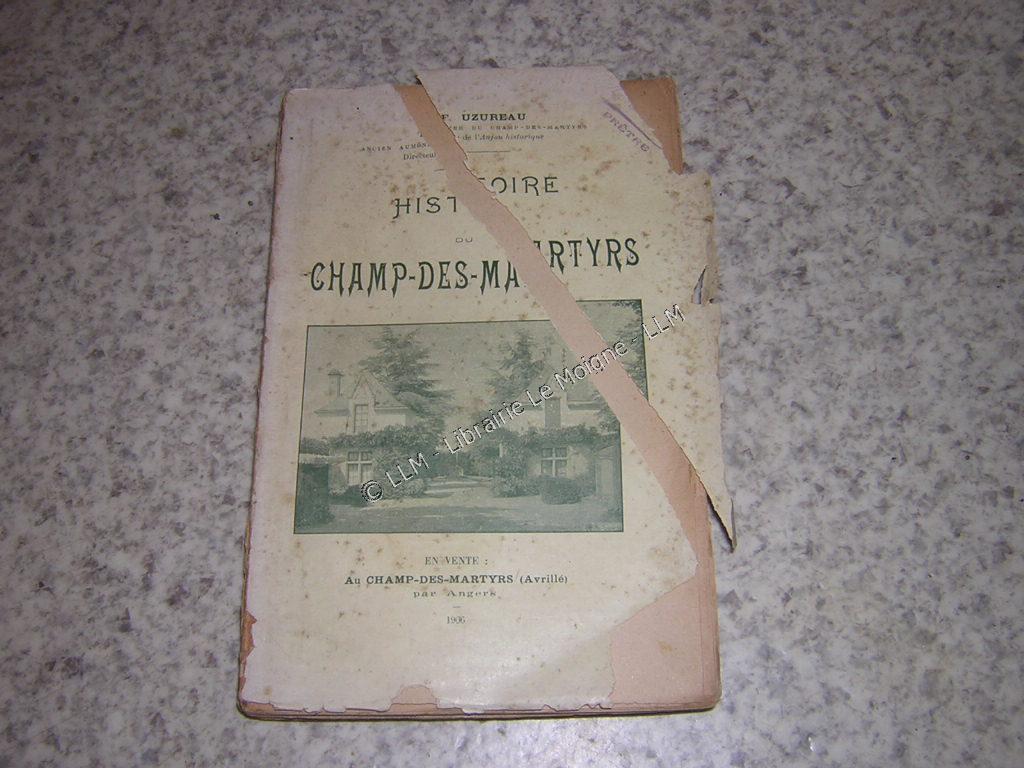 F. UZUREAU
ANCIEN AUMÔN
DU CHAMP-DES-MARTYRS
Directeu
de l'Anjou historique
PRÊTRE
HIST
OIRE
DU
CHAMP-DES-MA
RTYRS
© LLM - Librairie Le Moigne - LLM
EN VENTE :
Au CHAMP-DES-MARTYRS (Avrillé)
par Angers
1906